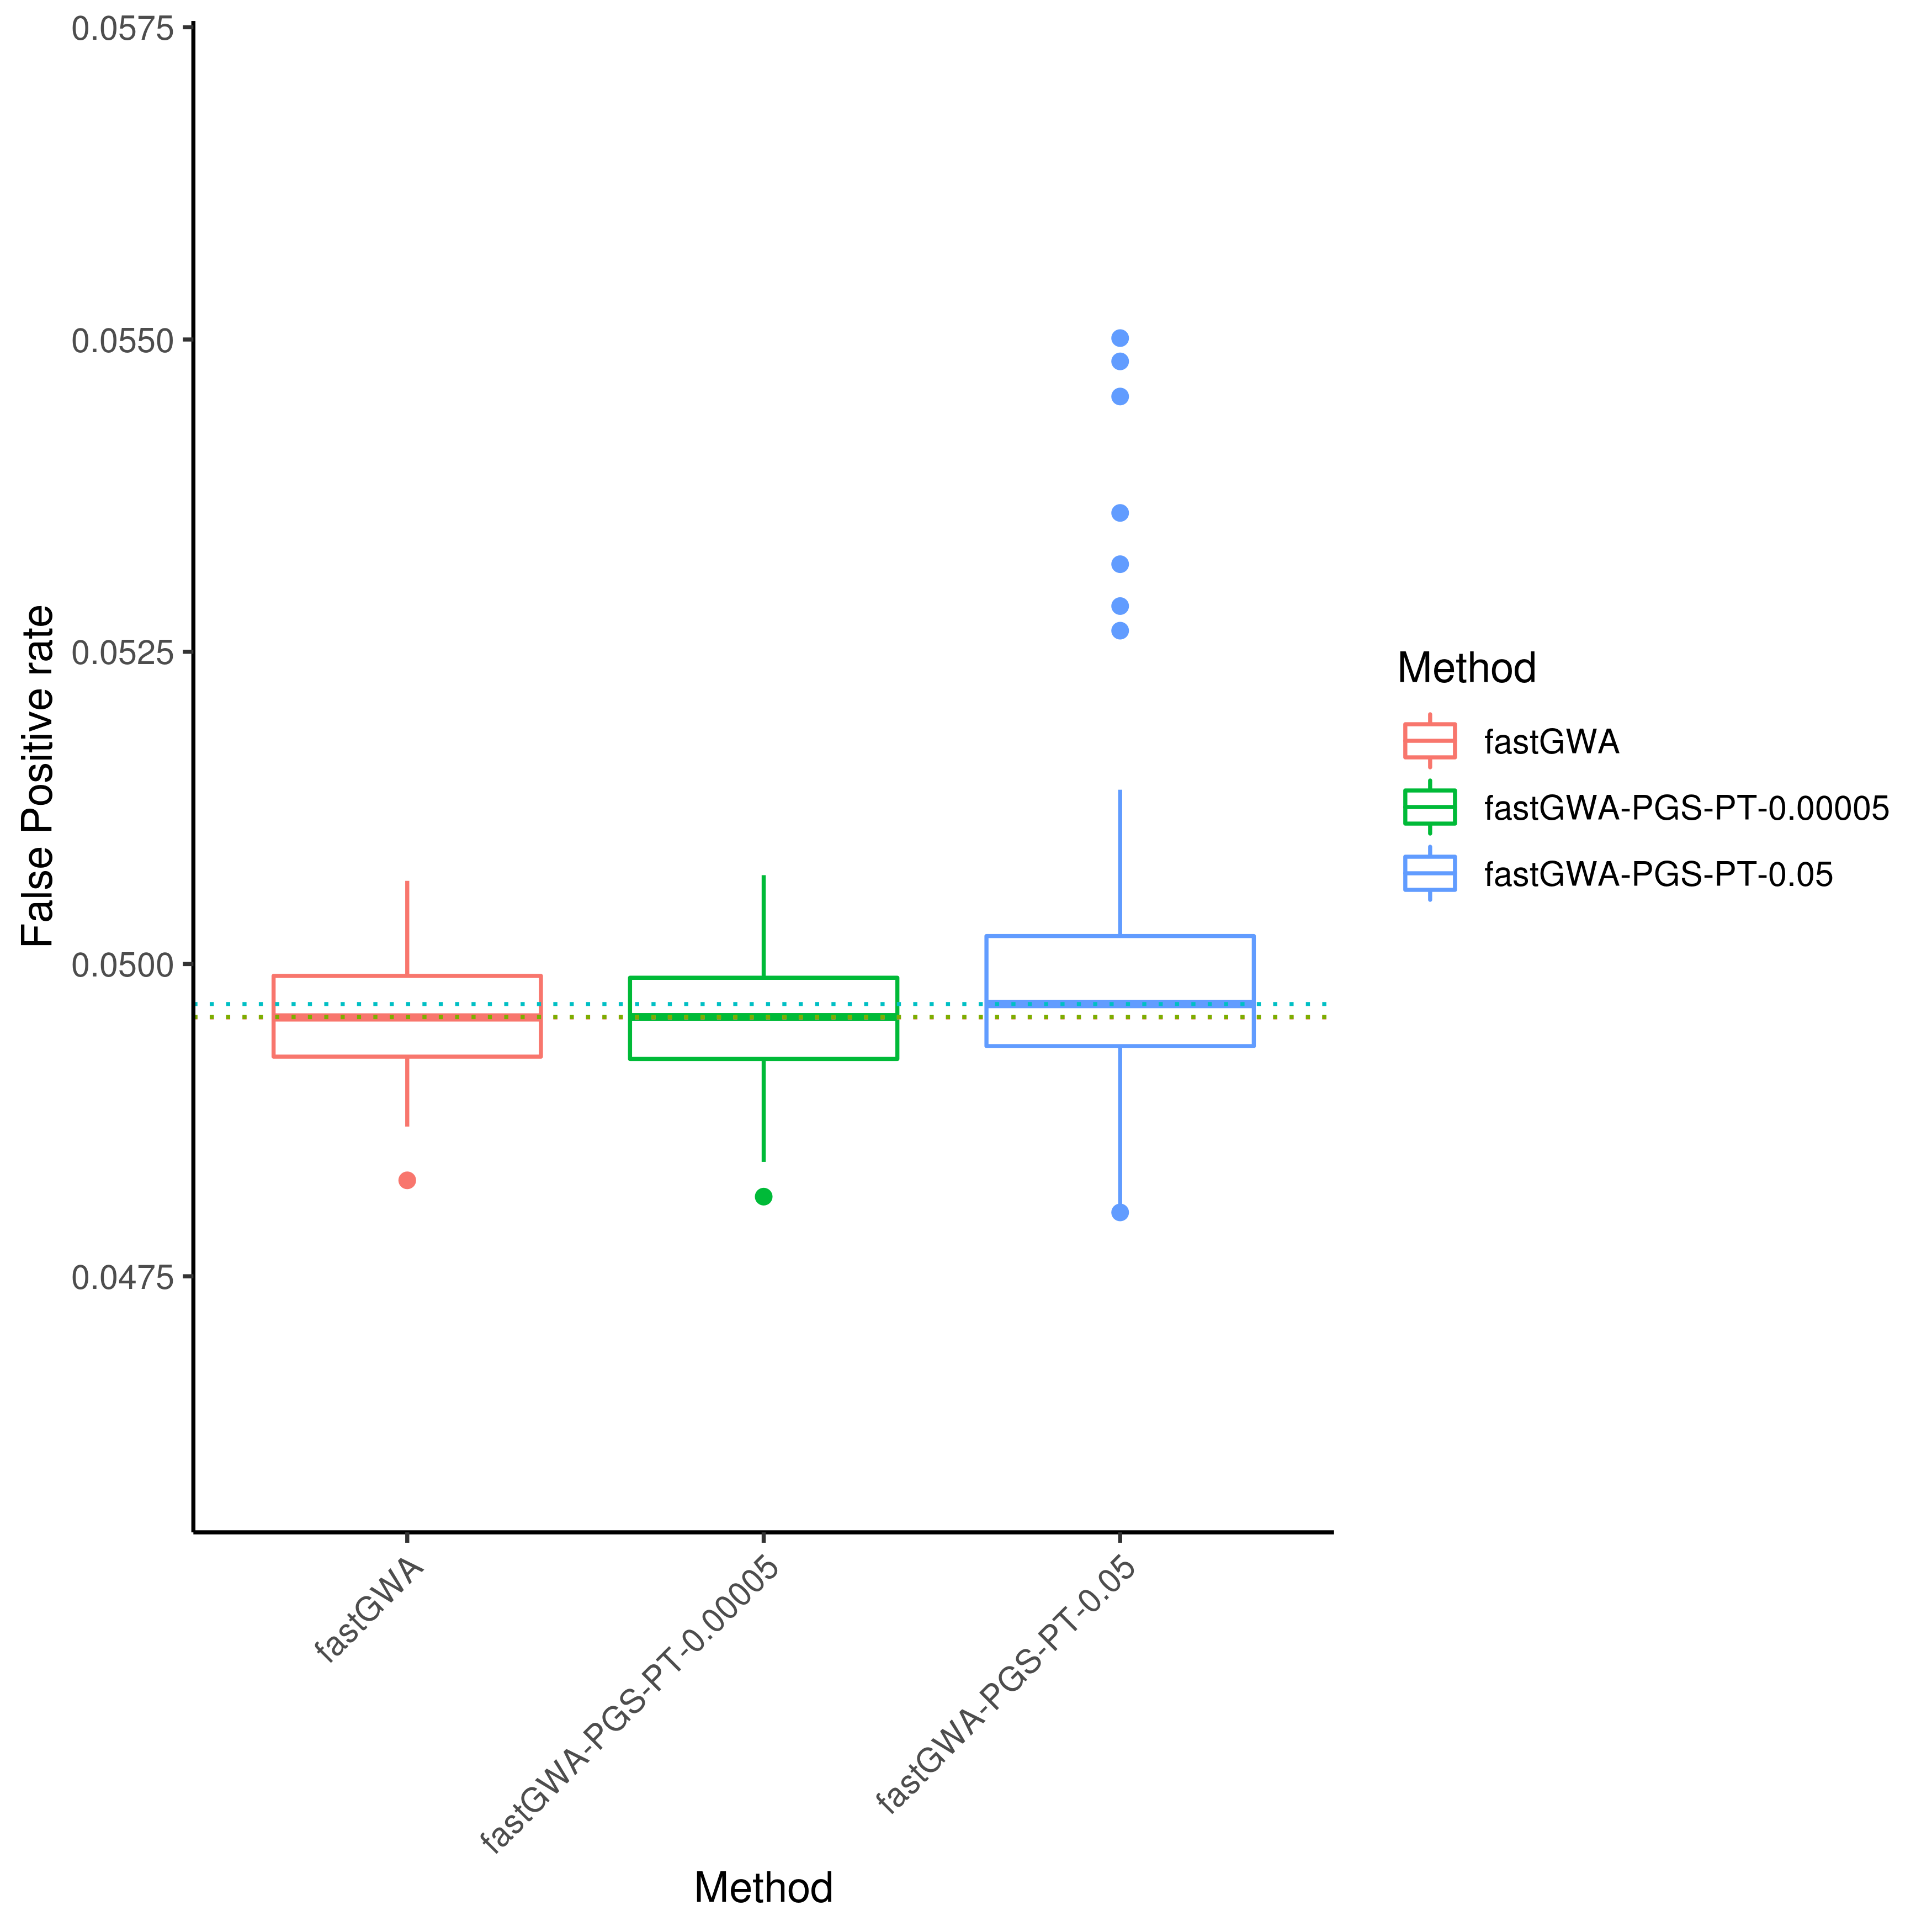 0.0575
0.0550
0.0525
0.0500
0.0475
False Positive rate
fastGWA
fastGWA-PGS-PT-0.00005
fastGWA-PGS-PT-0.05
Method
Method
fastGWA
fastGWA-PGS-PT-0.00005
fastGWA-PGS-PT-0.05